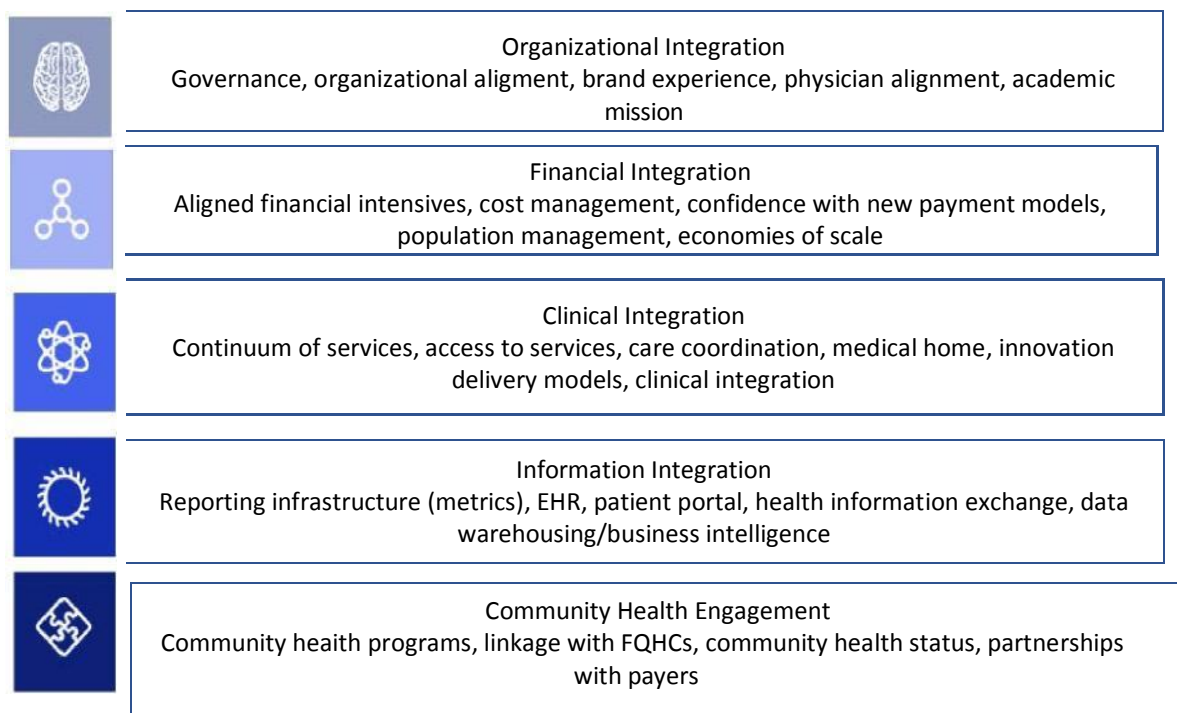 Organizational Integration
Governance, organizational aligment, brand experience, physician alignment, academic
mission
Financial Integration
Aligned financial intensives, cost management, confidence with new payment models,
population management, economies of scale
Clinical Integration
Continuum of services, access to services, care coordination, medical home, innovation
delivery models, clinical integration
Information Integration
Reporting infrastructure (metrics), EHR, patient portal, health information exchange, data
warehousing/business intelligence
Community Health Engagement
Community heaith programs, linkage with FQHCs, community health status, partnerships
with payers